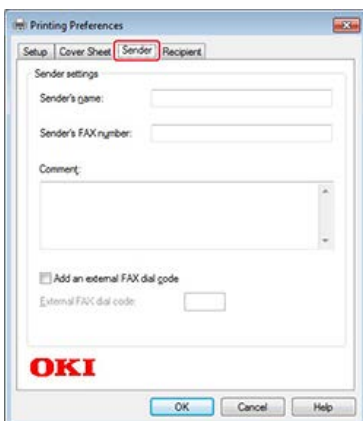 Printing Preferences
Setup Cover Sheet Sender Recipient
Sender settings
Sender's name:
Sender's FAX number:
Comment:
Add an external FAX dial code
External FAX dial code:
OKI
OK Cancel Help